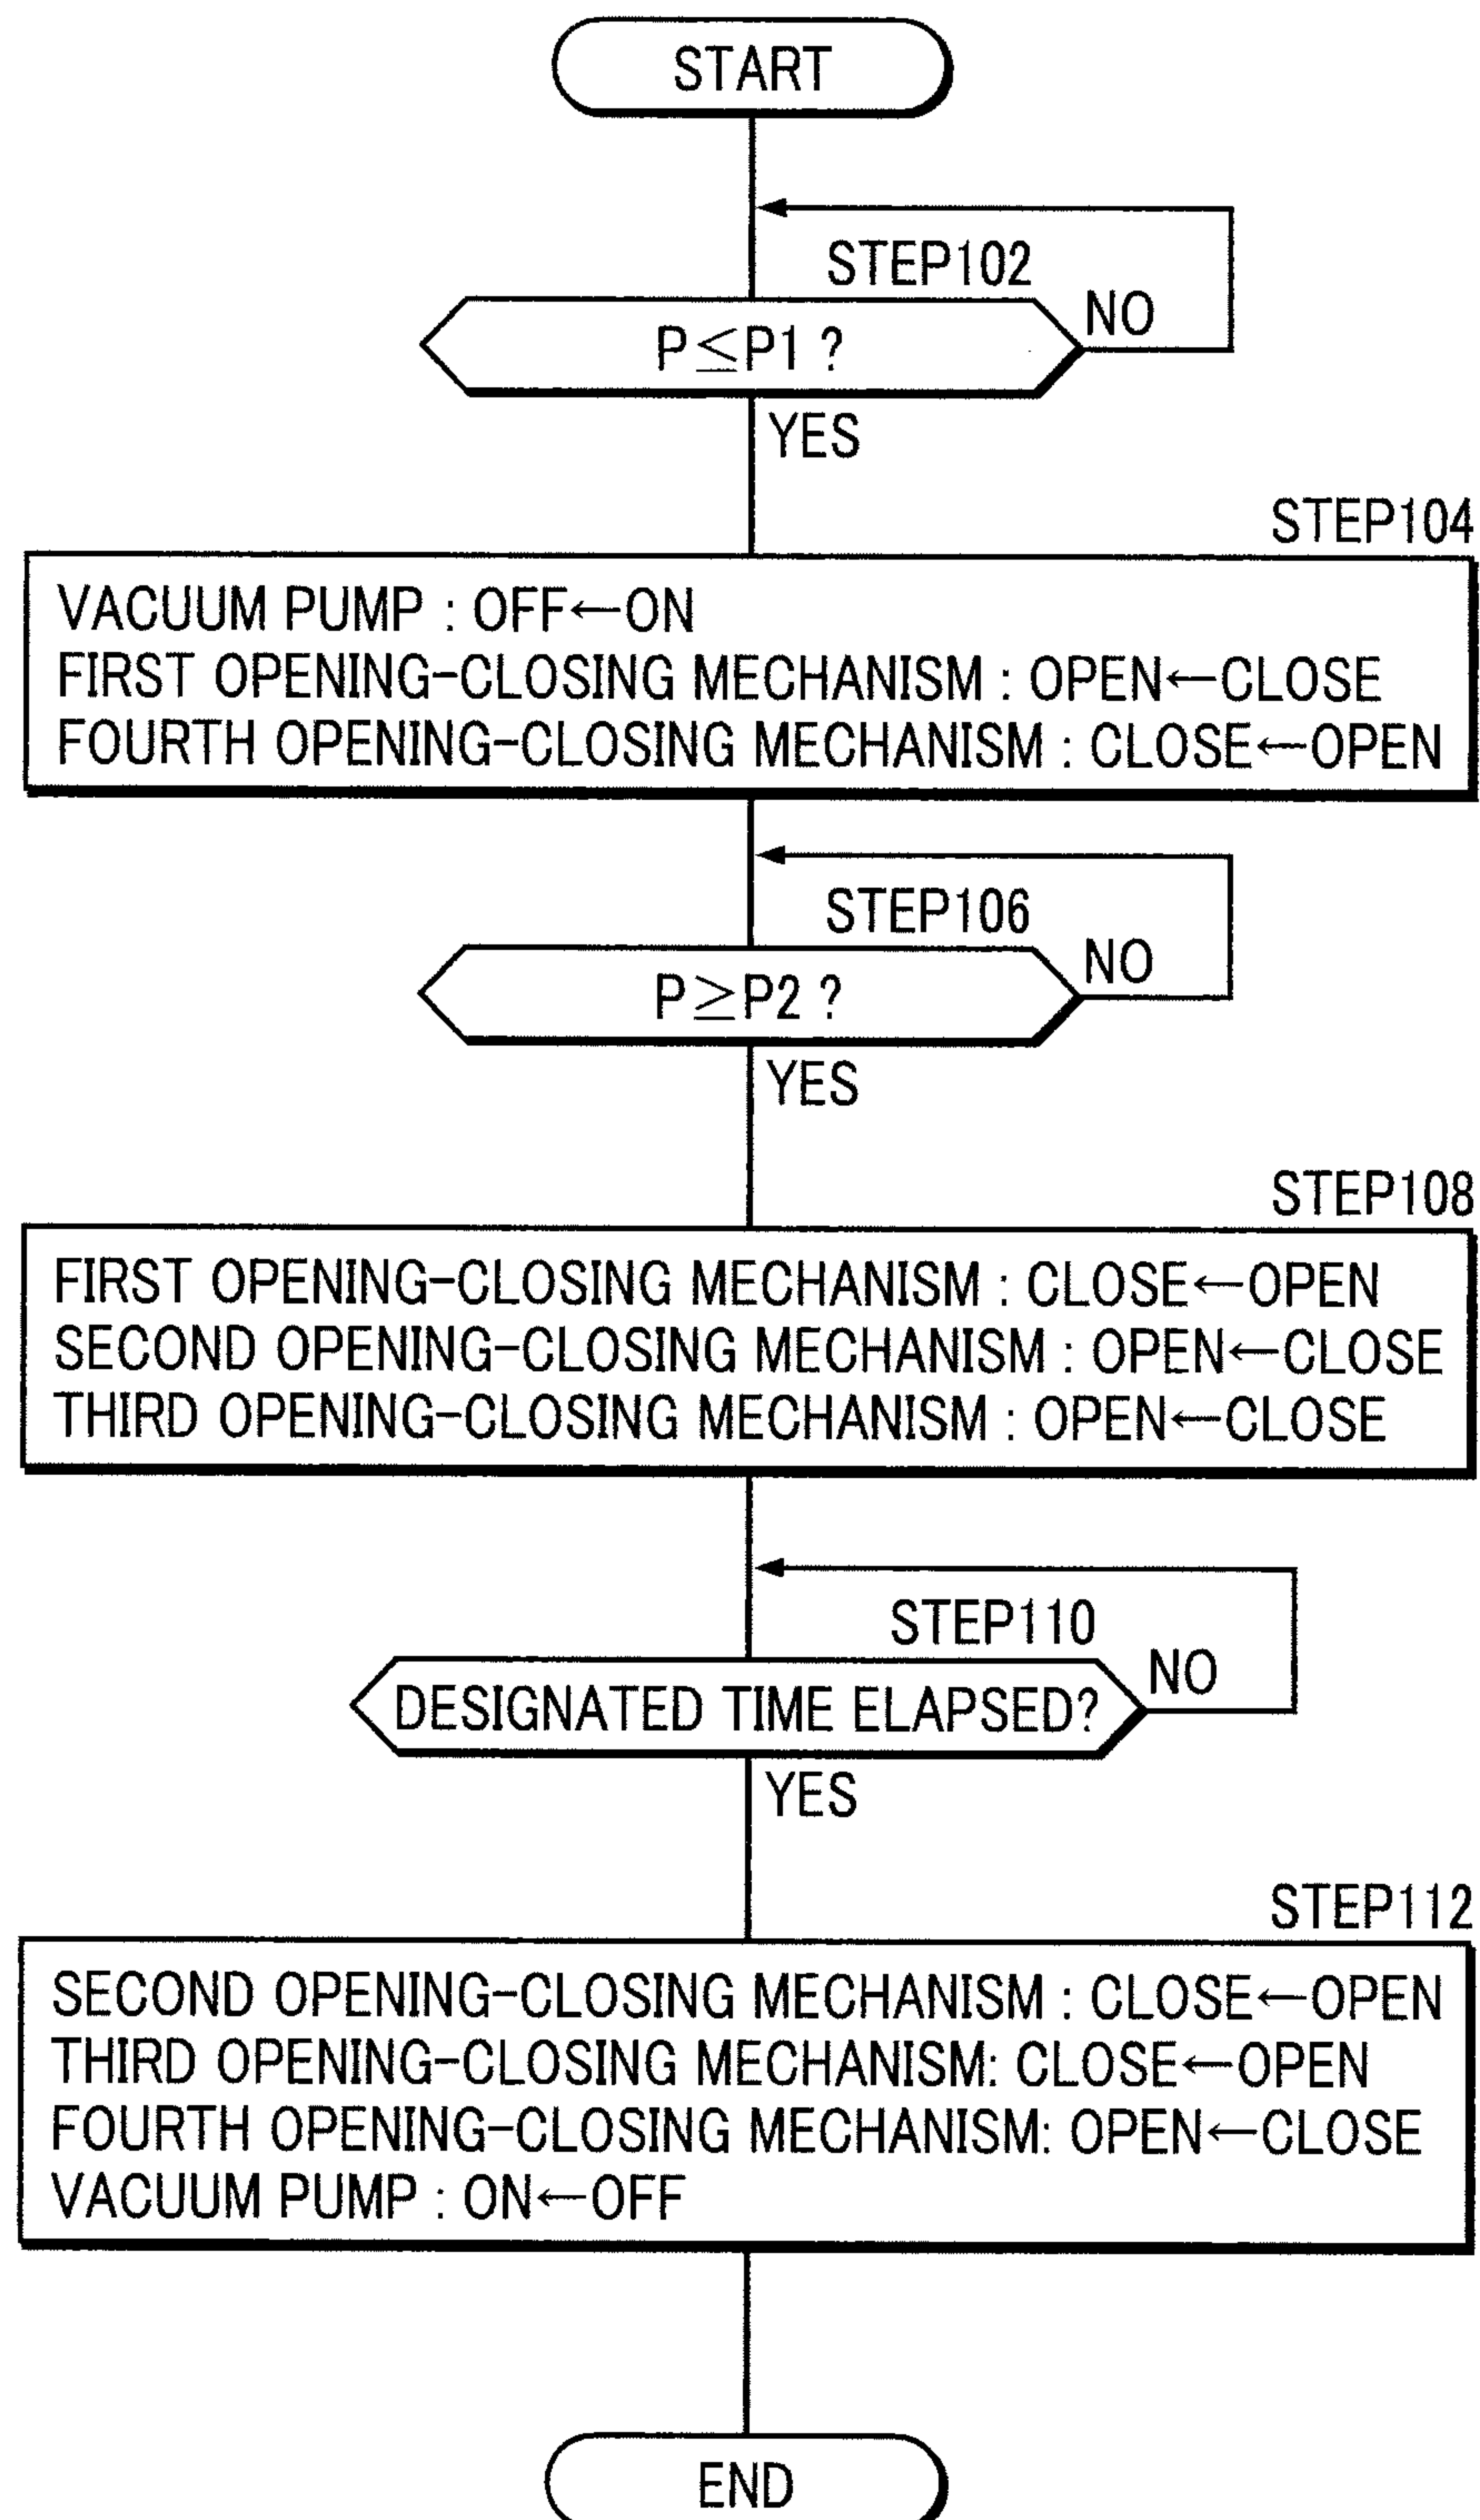 START
STEP102
P≦P1 ?
NO
YES
STEP104
VACUUM PUMP : OFF←ON
FIRST OPENING-CLOSING MECHANISM : OPEN←CLOSE
FOURTH OPENING-CLOSING MECHANISM : CLOSE←OPEN
STEP106
NO
P≧P2 ?
YES
STEP108
FIRST OPENING-CLOSING MECHANISM : CLOSE←OPEN
SECOND OPENING-CLOSING MECHANISM : OPEN←CLOSE
THIRD OPENING-CLOSING MECHANISM : OPEN←CLOSE
STEP110
NO
DESIGNATED TIME ELAPSED?
YES
STEP112
SECOND OPENING-CLOSING MECHANISM : CLOSE←OPEN
THIRD OPENING-CLOSING MECHANISM: CLOSE←OPEN
FOURTH OPENING-CLOSING MECHANISM: OPEN←CLOSE
VACUUM PUMP : ON←OFF
END